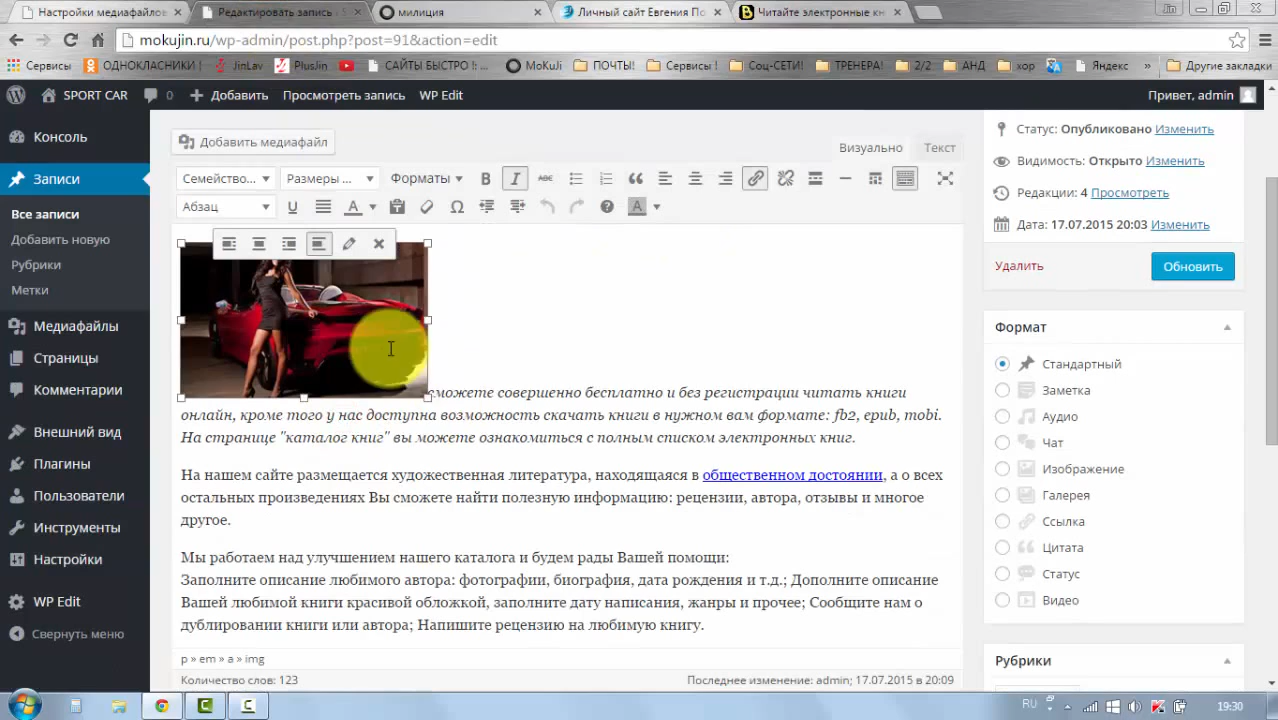 Настройки медиафайлов
Редактировать запись
милиция
Личный сайт Евгения По
Читайте электронные кн
mokujin.ru/wp-admin/post.php?post=91&action=edit
Сервисы
ОДНОКЛАСНИКИ !
JinLav
PlusJin
САЙТЫ БЫСТРО !: ...
MoKuJi
ПОЧТЫ!
Сервисы !
Соц-СЕТИ!
ТРЕНЕРА!
2/2
АНД
хор
Яндекс
»
Другие закладки
SPORT CAR
0
Добавить
Просмотреть запись
WP Edit
Привет, admin
Консоль
Записи
Все записи
Добавить новую
Рубрики
Метки
Медиафайлы
Страницы
Комментарии
Внешний вид
Плагины
Пользователи
Инструменты
Настройки
WP Edit
Свернуть меню
Добавить медиафайл
Визуально
Текст
Семейство...
Размеры ...
Форматы
B
I
ABC
Абзац
U
A
Ω
A
сможете совершенно бесплатно и без регистрации читать книги
онлайн, кроме того у нас доступна возможность скачать книги в нужном вам формате: fb2, epub, mobi.
На странице "каталог книг" вы можете ознакомиться с полным списком электронных книг.
На нашем сайте размещается художественная литература, находящаяся в общественном достоянии, а о всех
остальных произведениях Вы сможете найти полезную информацию: рецензии, автора, отзывы и многое
другое.
Мы работаем над улучшением нашего каталога и будем рады Вашей помощи:
Заполните описание любимого автора: фотографии, биография, дата рождения и т.д.; Дополните описание
Вашей любимой книги красивой обложкой, заполните дату написания, жанры и прочее; Сообщите нам о
дублировании книги или автора; Напишите рецензию на любимую книгу.
p » em » a » img
Количество слов: 123
Последнее изменение: admin; 17.07.2015 в 20:09
Статус: Опубликовано Изменить
Видимость: Открыто Изменить
Редакции: 4 Просмотреть
Дата: 17.07.2015 20:03 Изменить
Удалить
Обновить
Формат
Стандартный
Заметка
Аудио
Чат
Изображение
Галерея
Ссылка
Цитата
Статус
Видео
Рубрики
RU
19:30